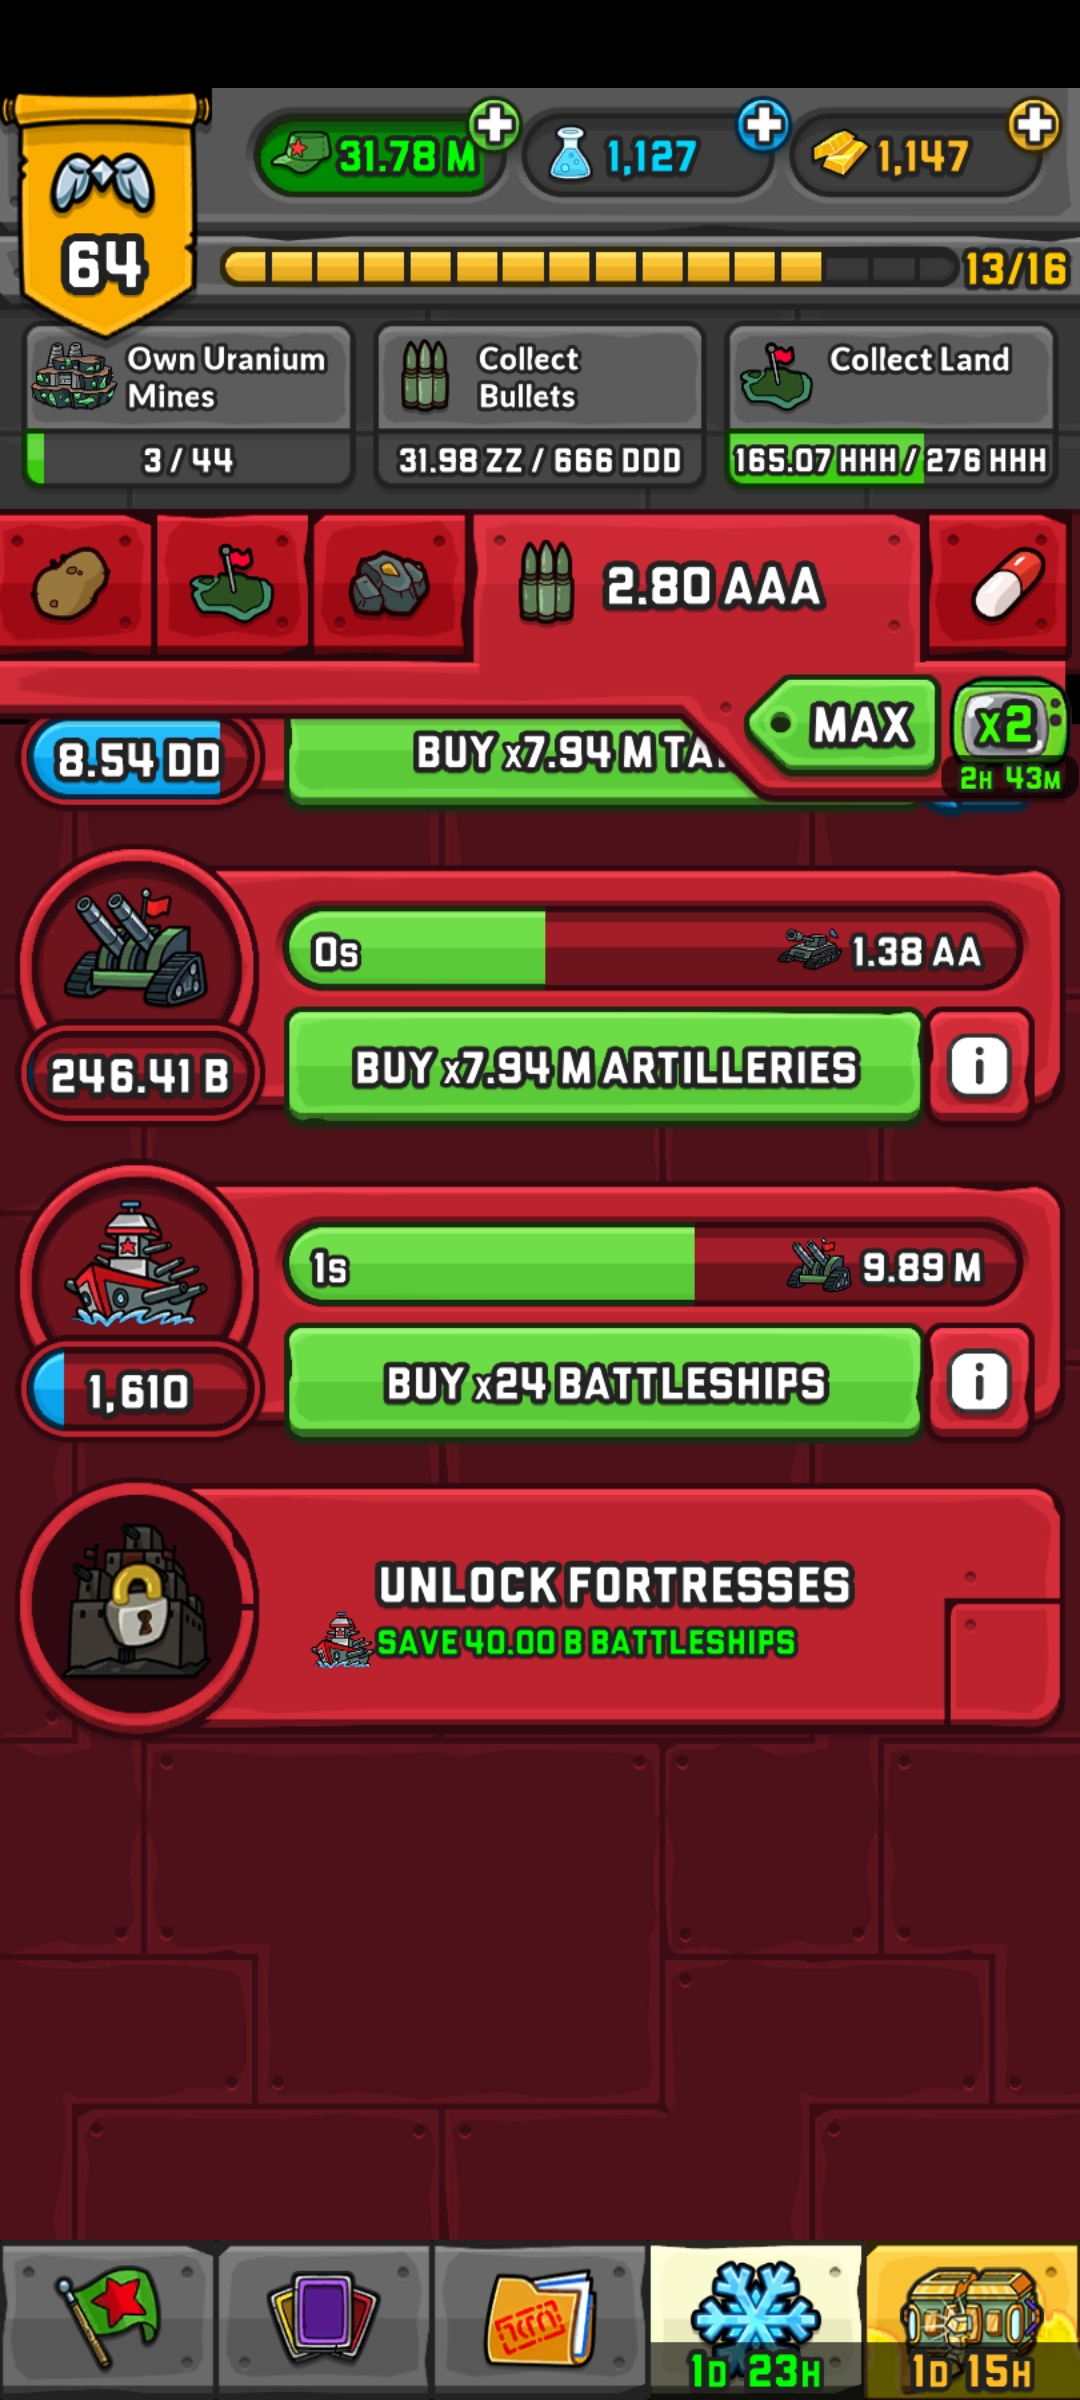 31.78 M
1,127
1,147
64
13/16
Own Uranium
Mines
3 / 44
Collect
Bullets
31.98 ZZ / 666 DDD
Collect Land
165.07 HHH / 276 HHH
2.80 AAA
MAX
x2
2H 43M
8.54 DD
BUY x7.94 M TA
0s
1.38 AA
246.41 B
BUY x7.94 M ARTILLERIES
i
1s
9.89 M
1,610
BUY x24 BATTLESHIPS
i
UNLOCK FORTRESSES
SAVE 40.00 B BATTLESHIPS
1D 23H
1D 15H